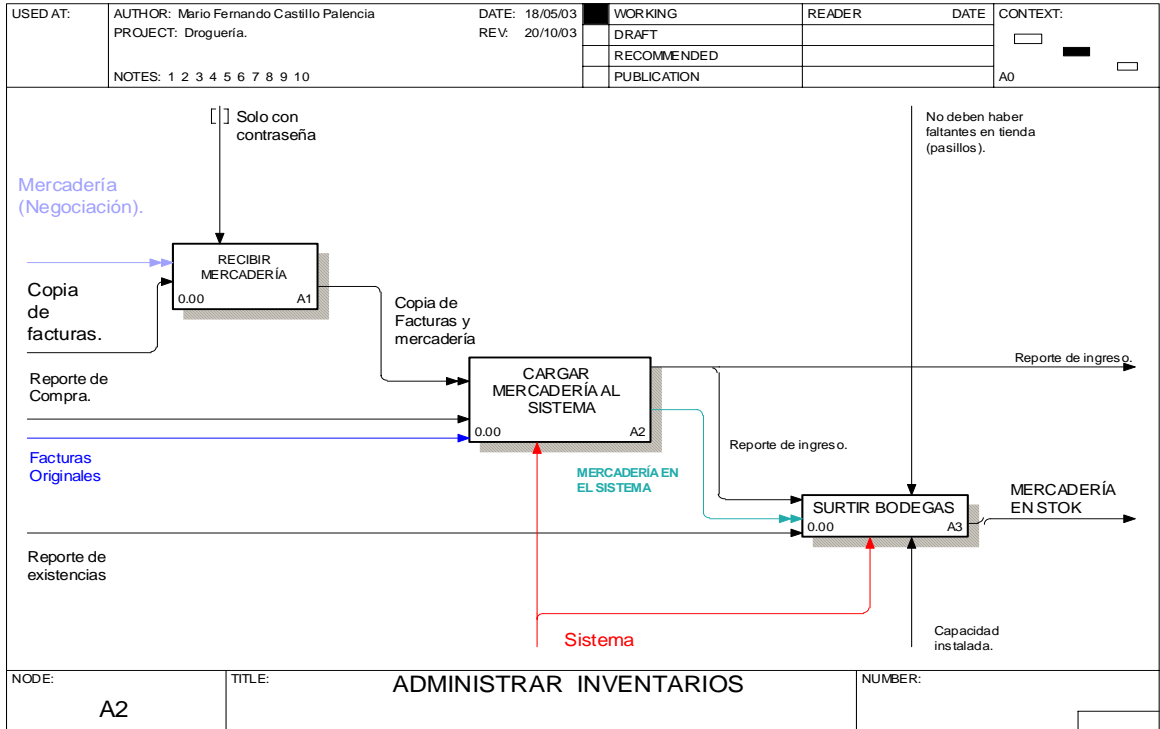 USED AT:
AUTHOR: Mario Fernando Castillo Palencia
DATE: 18/05/03
PROJECT: Droguería.
REV: 20/10/03
NOTES: 1 2 3 4 5 6 7 8 9 10
WORKING
DRAFT
RECOMMENDED
PUBLICATION
READER
DATE
CONTEXT:
A0
[ ] Solo con
contraseña
No deben haber
faltantes en tienda
(pasillos).
Mercadería
(Negociación).
RECIBIR
MERCADERÍA
0.00
A1
Copia
de
facturas.
Copia de
Facturas y
mercadería
Reporte de
Compra.
CARGAR
MERCADERÍA AL
SISTEMA
0.00
A2
Reporte de ingreso.
Facturas
Originales
Reporte de ingreso.
MERCADERÍA EN
EL SISTEMA
SURTIR BODEGAS
0.00
A3
MERCADERÍA
EN STOK
Reporte de
existencias
Sistema
Capacidad
instalada.
NODE:
A2
TITLE:
ADMINISTRAR INVENTARIOS
NUMBER: